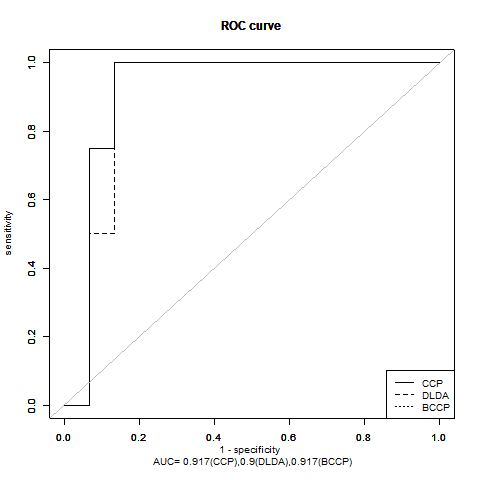 ROC curve
1.0
0.8
0.6
0.4
0.2
0.0
sensitivity
CCP
DLDA
BCCP
0.0 0.2 0.4 0.6 0.8 1.0
1 - specificity
AUC= 0.917(CCP),0.9(DLDA),0.917(BCCP)